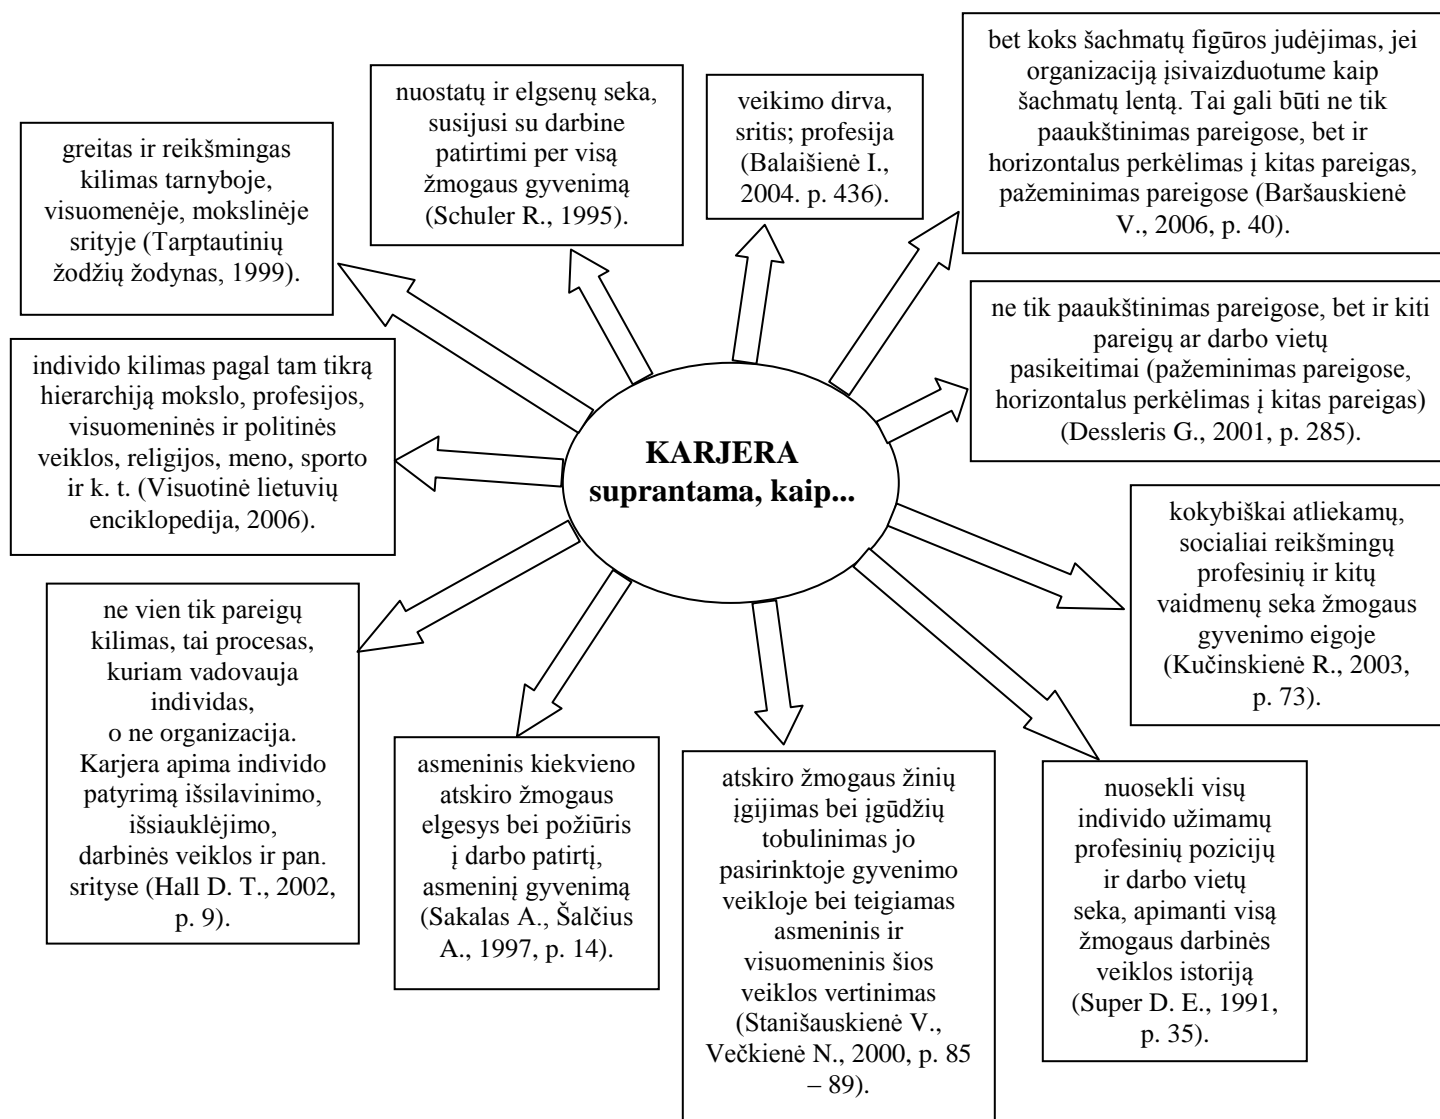 greitas ir reikšmingas
kilimas tarnyboje,
visuomenėje, mokslinėje
srityje (Tarptautinių
žodžių žodynas, 1999).
nuostatų ir elgsenų seka,
susijusi su darbine
patirtimi per visą
žmogaus gyvenimą
(Schuler R., 1995).
veikimo dirva,
sritis; profesija
(Balaišienė I.,
2004. p. 436).
bet koks šachmatų figūros judėjimas, jei
organizaciją įsivaizduotume kaip
šachmatų lentą. Tai gali būti ne tik
paaukštinimas pareigose, bet ir
horizontalus perkėlimas į kitas pareigas,
pažeminimas pareigose (Baršauskienė
V., 2006, p. 40).
ne tik paaukštinimas pareigose, bet ir kiti
pareigų ar darbo vietų
pasikeitimai (pažeminimas pareigose,
horizontalus perkėlimas į kitas pareigas)
(Dessleris G., 2001, p. 285).
individo kilimas pagal tam tikrą
hierarchiją mokslo, profesijos,
visuomeninės ir politinės
veiklos, religijos, meno, sporto
ir k. t. (Visuotinė lietuvių
enciklopedija, 2006).
KARJERA
suprantama, kaip...
kokybiškai atliekamų,
socialiai reikšmingų
profesinių ir kitų
vaidmenų seka žmogaus
gyvenimo eigoje
(Kučinskienė R., 2003,
p. 73).
ne vien tik pareigų
kilimas, tai procesas,
kuriam vadovauja
individas,
o ne organizacija.
Karjera apima individo
patyrimą išsilavinimo,
išsiauklėjimo,
darbinės veiklos ir pan.
srityse (Hall D. T., 2002,
p. 9).
asmeninis kiekvieno
atskiro žmogaus
elgesys bei požiūris
į darbo patirtį,
asmeninį gyvenimą
(Sakalas A., Šalčius
A., 1997, p. 14).
atskiro žmogaus žinių
įgijimas bei įgūdžių
tobulinimas jo
pasirinktoje gyvenimo
veikloje bei teigiamas
asmeninis ir
visuomeninis šios
veiklos vertinimas
(Stanišauskienė V.,
Večkienė N., 2000, p. 85
– 89).
nuosekli visų
individo užimamų
profesinių pozicijų
ir darbo vietų
seka, apimanti visą
žmogaus darbinės
veiklos istoriją
(Super D. E., 1991,
p. 35).